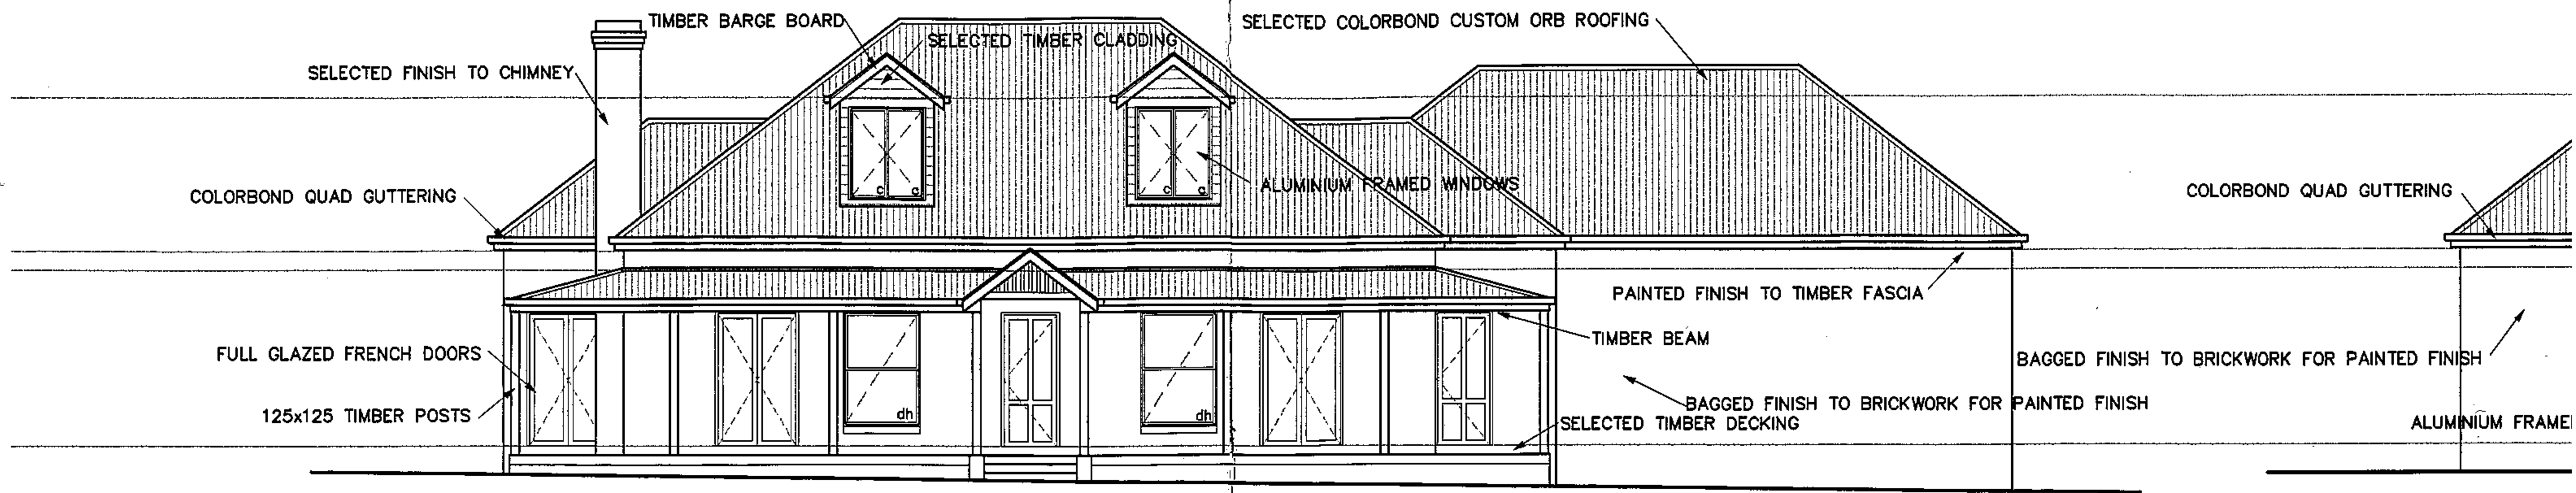 TIMBER BARGE BOARD
SELECTED COLORBOND CUSTOM ORB ROOFING
SELECTED TIMBER CLADDING
SELECTED FINISH TO CHIMNEY
COLORBOND QUAD GUTTERING
c c
c c
ALUMINIUM FRAMED WINDOWS
COLORBOND QUAD GUTTERING
PAINTED FINISH TO TIMBER FASCIA
TIMBER BEAM
FULL GLAZED FRENCH DOORS
BAGGED FINISH TO BRICKWORK FOR PAINTED FINISH
125x125 TIMBER POSTS
dh
dh
BAGGED FINISH TO BRICKWORK FOR PAINTED FINISH
SELECTED TIMBER DECKING
ALUMINIUM FRAME